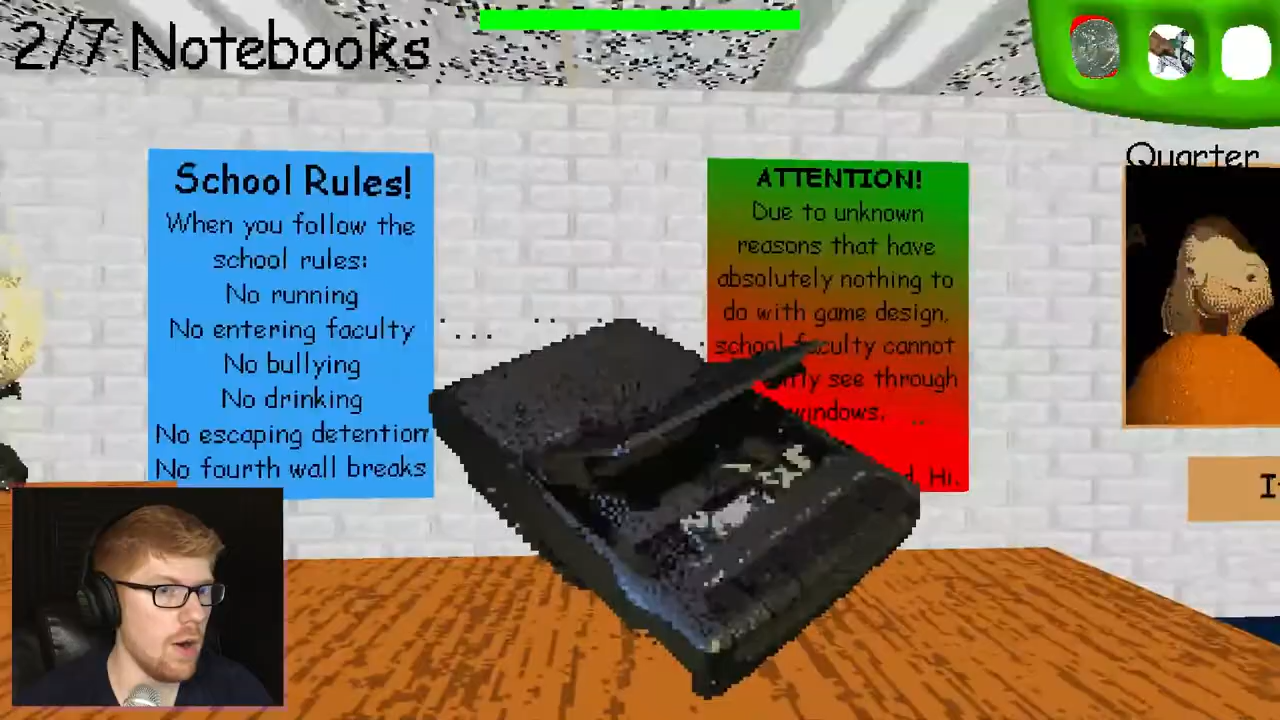 2/7 Notebooks
School Rules!
When you follow the
school rules:
No running
No entering faculty
No bullying
No drinking
No escaping detention
No fourth wall breaks
ATTENTION!
Due to unknown
reasons that have
absolutely nothing to
do with game design,
school faculty cannot
see through
windows.
Hi.
Quarter